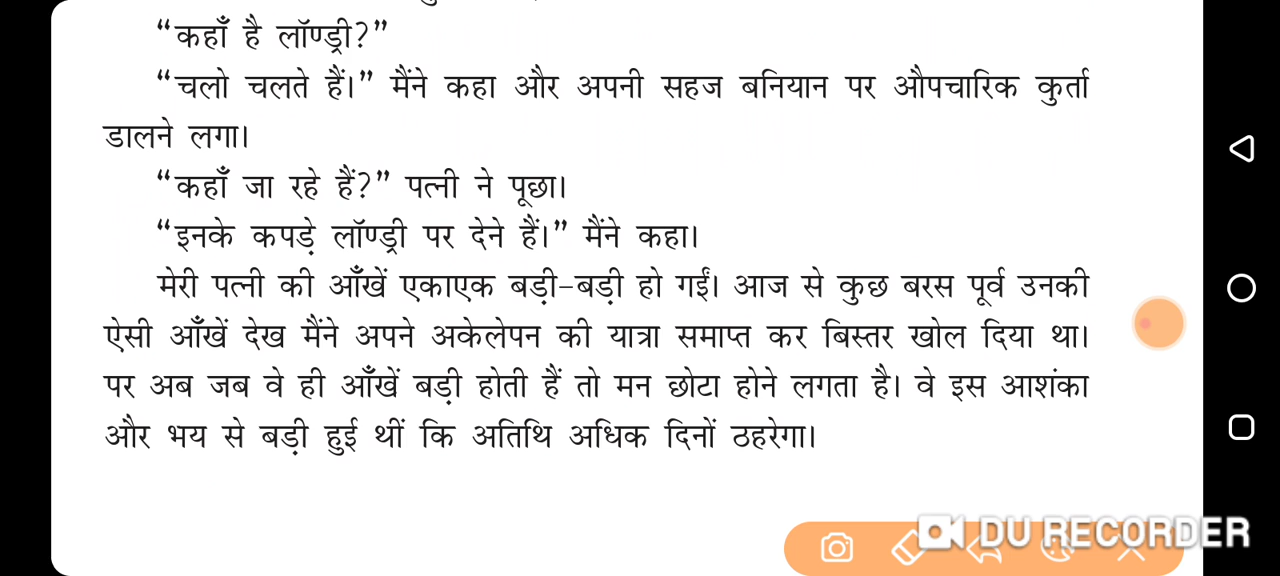 “कहाँ है लॉण्ड्री?”
“चलो चलते हैं।” मैंने कहा और अपनी सहज बनियान पर औपचारिक कुर्ता
डालने लगा।
“कहाँ जा रहे हैं?” पत्नी ने पूछा।
“इनके कपड़े लॉण्ड्री पर देने हैं।” मैंने कहा।
मेरी पत्नी की आँखें एकाएक बड़ी-बड़ी हो गईं। आज से कुछ बरस पूर्व उनकी
ऐसी आँखें देख मैंने अपने अकेलेपन की यात्रा समाप्त कर बिस्तर खोल दिया था।
पर अब जब वे ही आँखें बड़ी होती हैं तो मन छोटा होने लगता है। वे इस आशंका
और भय से बड़ी हुई थीं कि अतिथि अधिक दिनों ठहरेगा।
DU RECORDER